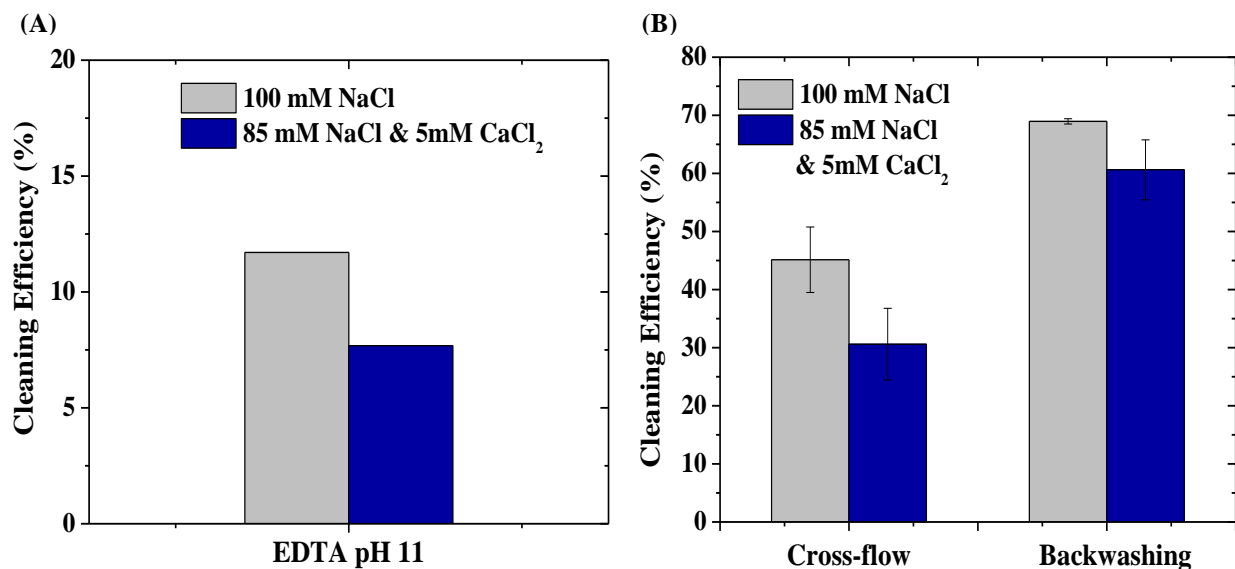 (A)
20
15
10
5
0
Cleaning Efficiency (%)
100 mM NaCl
85 mM NaCl & 5mM CaCl₂
EDTA pH 11
(B)
80
70
60
50
40
30
20
10
0
Cleaning Efficiency (%)
100 mM NaCl
85 mM NaCl
& 5mM CaCl₂
Cross-flow
Backwashing